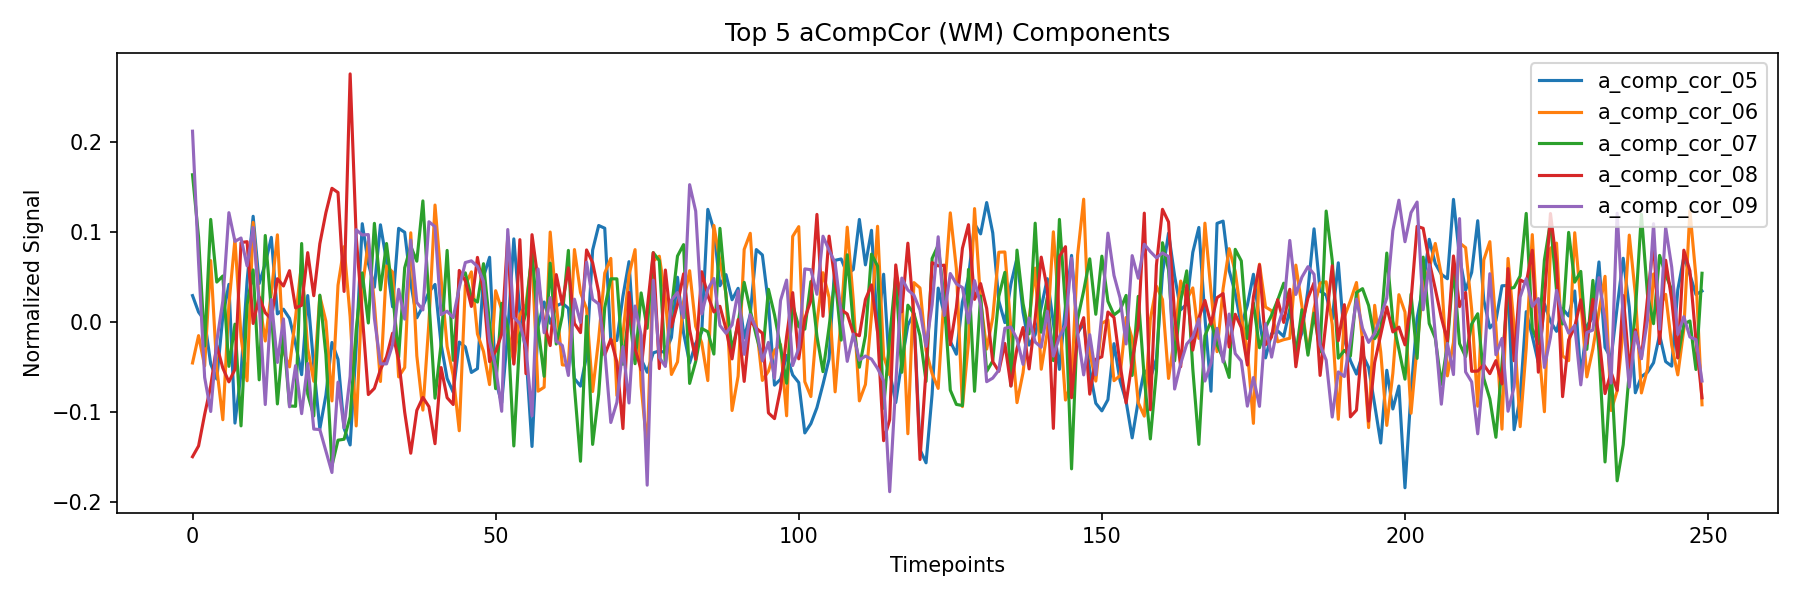 Top 5 aCompCor (WM) Components
Normalized Signal
0.2
0.1
0.0
−0.1
−0.2
a_comp_cor_05
a_comp_cor_06
a_comp_cor_07
a_comp_cor_08
a_comp_cor_09
0 50 100 150 200 250
Timepoints